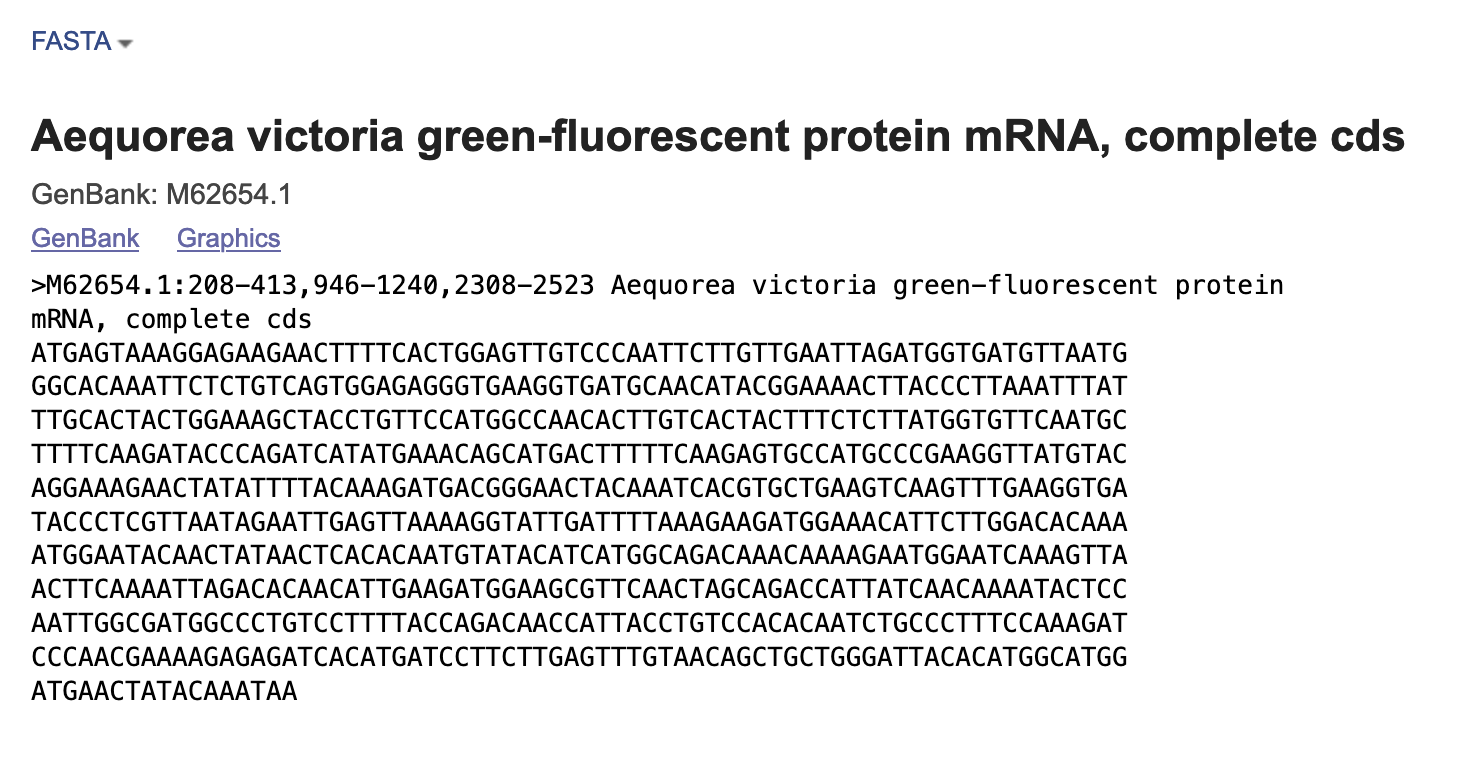 FASTA
Aequorea victoria green-fluorescent protein mRNA, complete cds
GenBank: M62654.1
GenBank Graphics
>M62654.1:208-413,946-1240,2308-2523 Aequorea victoria green-fluorescent protein
mRNA, complete cds
ATGAGTAAAGGAGAAGAACTTTTCACTGGAGTTGTCCCAATTCTTGTTGAATTAGATGGTGATGTTAATG
GGCACAAATTCTCTGTCAGTGGAGAGGGTGAAGGTGATGCAACATACGGAAAACTTACCCTTAAATTTAT
TTGCACTACTGGAAAGCTACCTGTTCCATGGCCAACACTTGTCACTACTTTCTCTTATGGTGTTCAATGC
TTTTCAAGATACCCAGATCATATGAAACAGCATGACTTTTTCAAGAGTGCCATGCCCGAAGGTTATGTAC
AGGAAAGAACTATATTTTACAAAGATGACGGGAACTACAAATCACGTGCTGAAGTCAAGTTTGAAGGTGA
TACCCTCGTTAATAGAATTGAGTTAAAAGGTATTGATTTTAAAGAAGATGGAAACATTCTTGGACACAAA
ATGGAATACAACTATAACTCACACAATGTATACATCATGGCAGACAAACAAAAGAATGGAATCAAAGTTA
ACTTCAAAATTAGACACAACATTGAAGATGGAAGCGTTCAACTAGCAGACCATTATCAACAAAATACTCC
AATTGGCGATGGCCCTGTCCTTTTACCAGACAACCATTACCTGTCCACACAATCTGCCCTTTCCAAAGAT
CCCAACGAAAAGAGAGATCACATGATCCTTCTTGAGTTTGTAACAGCTGCTGGGATTACACATGGCATGG
ATGAACTATACAAATAA